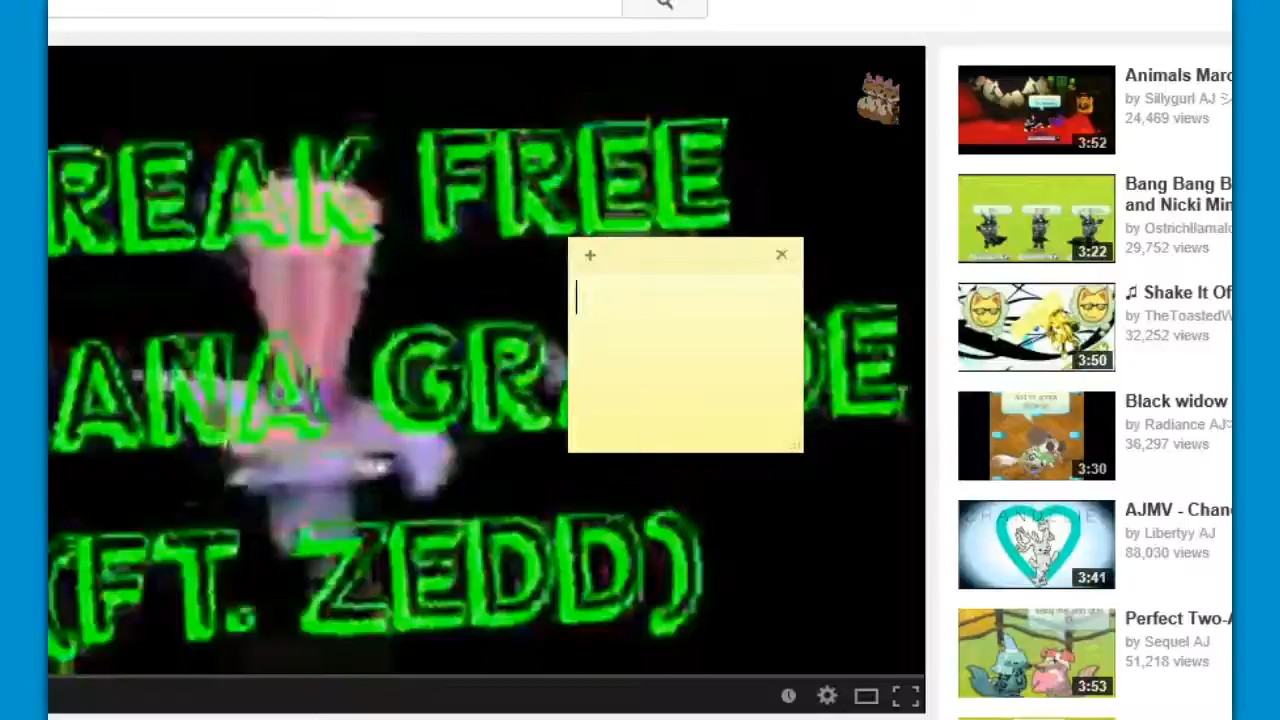 REAK FREE
ANA GR DE
(FT. ZEDD)
Animals Marc
by Sillygurl AJ シ
24,469 views
3:52
Bang Bang B
and Nicki Min
by Ostrichllamalo
29,752 views
3:22
♫ Shake It Of
by TheToastedW
32,252 views
3:50
Black widow
by Radiance AJ
36,297 views
3:30
AJMV - Chan
by Libertyy AJ
88,030 views
3:41
Perfect Two-A
by Sequel AJ
51,218 views
3:53